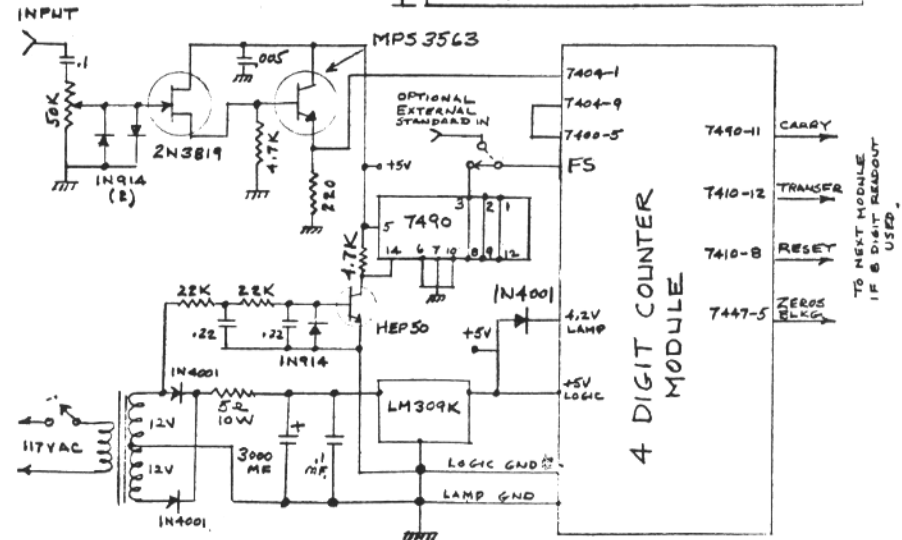 INPUT
.1
50K
1N914
(2)
2N3819
.005
MPS 3563
4.7K
220
OPTIONAL
EXTERNAL
STANDARD IN
+5V
7404-1
7404-9
7400-5
FS
7490-11
CARRY
7410-12
TRANSFER
7410-8
RESET
7447-5
ZEROS
BLKG
TO NEXT MODULE
IF 8 DIGIT READOUT
USED.
3
2
1
7490
5
14
6
7
10
8
9
12
4.7K
22K
22K
.22
.22
1N914
HEP50
1N4001
4.2V
LAMP
+5V
+5V
LOGIC
4 DIGIT COUNTER
MODULE
1N4001
5Ω
10W
LM309K
117VAC
12V
12V
3000
MF
+
.1
MF
LOGIC GND
LAMP GND
1N4001